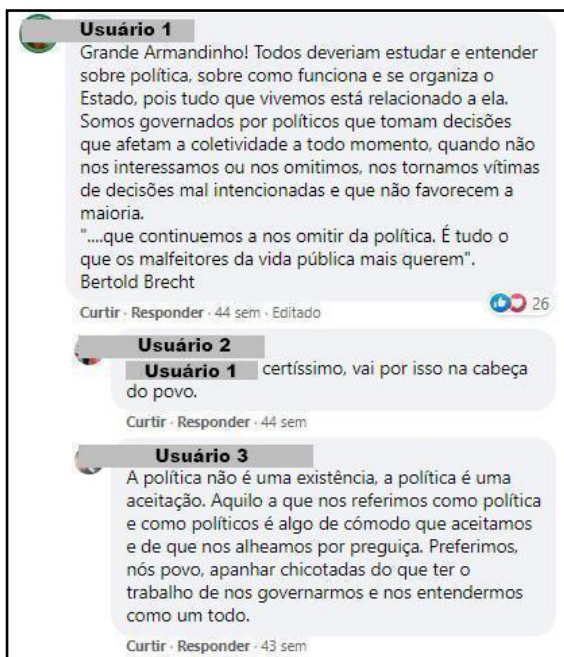 Usuário 1
Grande Armandinho! Todos deveriam estudar e entender
sobre política, sobre como funciona e se organiza o
Estado, pois tudo que vivemos está relacionado a ela.
Somos governados por políticos que tomam decisões
que afetam a coletividade a todo momento, quando não
nos interessamos ou nos omitimos, nos tornamos vítimas
de decisões mal intencionadas e que não favorecem a
maioria.
"....que continuemos a nos omitir da política. É tudo o
que os malfeitores da vida pública mais querem".
Bertold Brecht
Curtir · Responder · 44 sem · Editado
26
Usuário 2
Usuário 1 certíssimo, vai por isso na cabeça
do povo.
Curtir · Responder · 44 sem
Usuário 3
A política não é uma existência, a política é uma
aceitação. Aquilo a que nos referimos como política
e como políticos é algo de cómodo que aceitamos
e de que nos alheamos por preguiça. Preferimos,
nós povo, apanhar chicotadas do que ter o
trabalho de nos governarmos e nos entendermos
como um todo.
Curtir · Responder · 43 sem